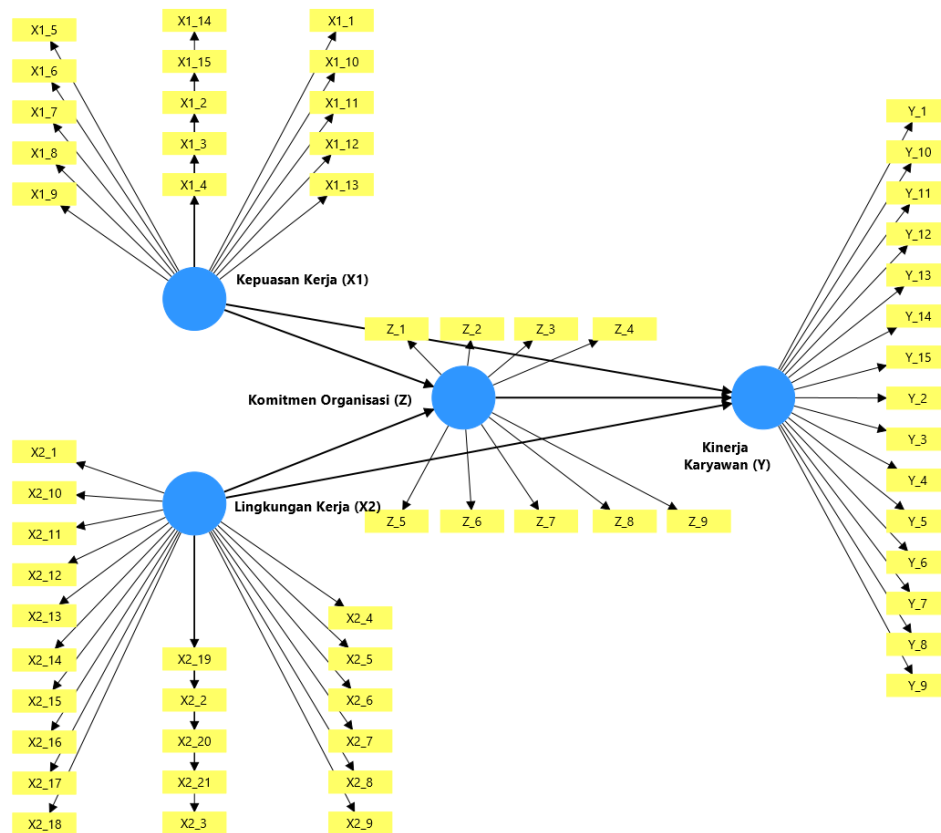 X1_5
X1_6
X1_7
X1_8
X1_9
X1_14
X1_15
X1_2
X1_3
X1_4
X1_1
X1_10
X1_11
X1_12
X1_13
Kepuasan Kerja (X1)
Z_1
Z_2
Z_3
Z_4
Komitmen Organisasi (Z)
Z_5
Z_6
Z_7
Z_8
Z_9
Lingkungan Kerja (X2)
X2_1
X2_10
X2_11
X2_12
X2_13
X2_14
X2_15
X2_16
X2_17
X2_18
X2_19
X2_2
X2_20
X2_21
X2_3
X2_4
X2_5
X2_6
X2_7
X2_8
X2_9
Kinerja
Karyawan (Y)
Y_1
Y_10
Y_11
Y_12
Y_13
Y_14
Y_15
Y_2
Y_3
Y_4
Y_5
Y_6
Y_7
Y_8
Y_9